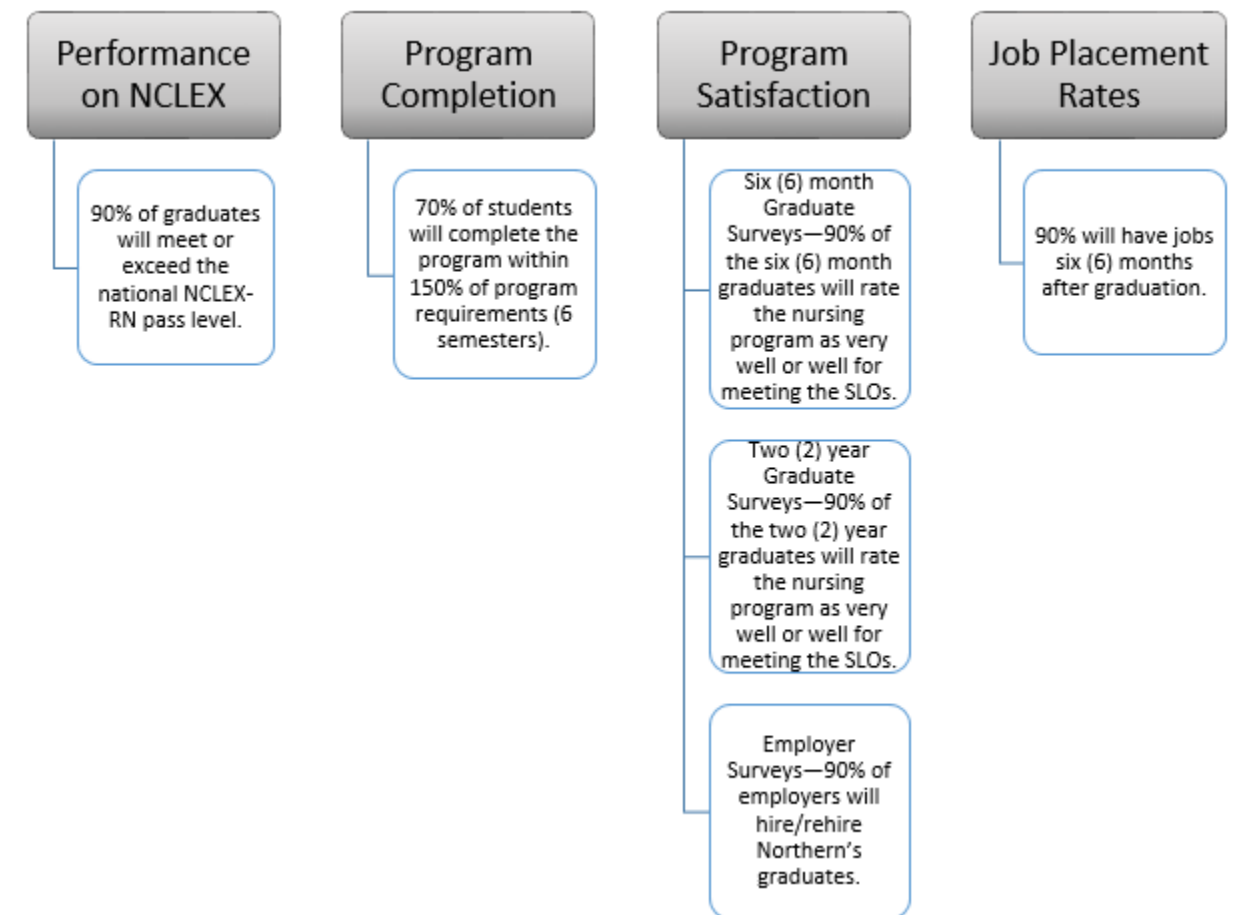 Performance
on NCLEX
90% of graduates
will meet or
exceed the
national NCLEX-
RN pass level.
Program
Completion
70% of students
will complete the
program within
150% of program
requirements (6
semesters).
Program
Satisfaction
Six (6) month
Graduate
Surveys—90% of
the six (6) month
graduates will rate
the nursing
program as very
well or well for
meeting the SLOs.
Two (2) year
Graduate
Surveys—90% of
the two (2) year
graduates will rate
the nursing
program as very
well or well for
meeting the SLOs.
Employer
Surveys—90% of
employers will
hire/rehire
Northern’s
graduates.
Job Placement
Rates
90% will have jobs
six (6) months
after graduation.